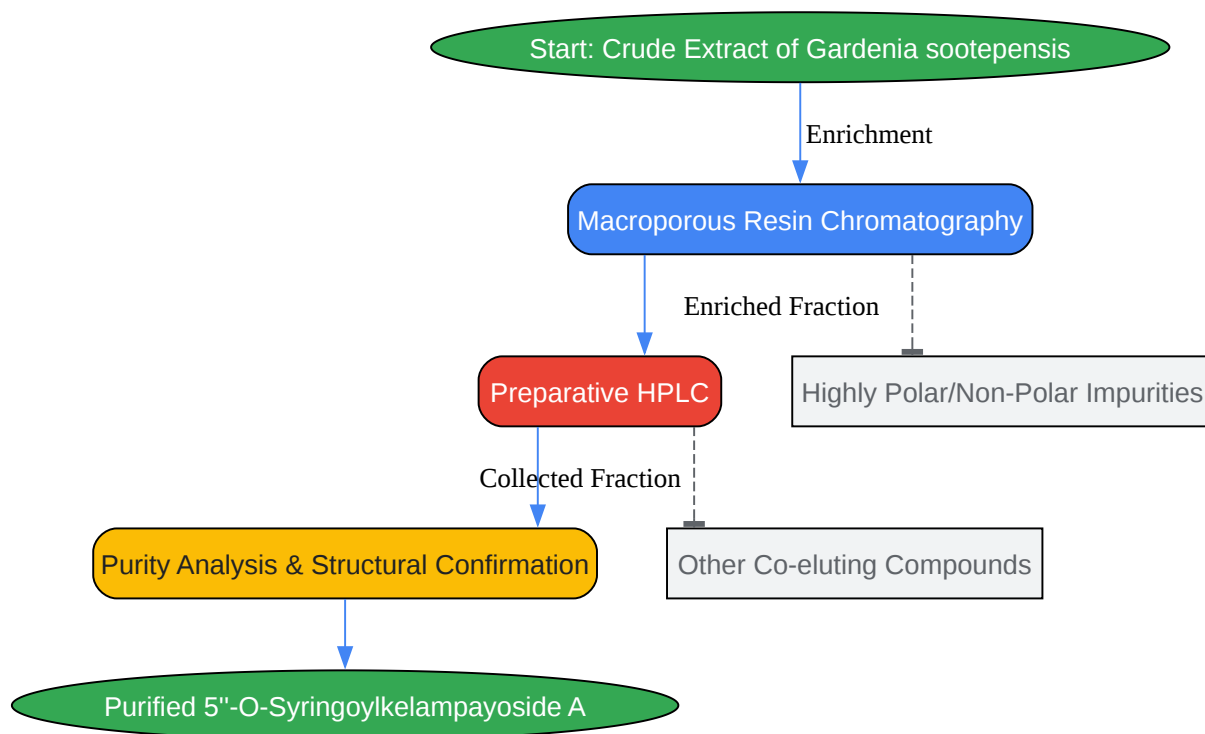 Start: Crude Extract of Gardenia sootepensis
Enrichment
Macroporous Resin Chromatography
Enriched Fraction
Preparative HPLC
Highly Polar/Non-Polar Impurities
Collected Fraction
Purity Analysis & Structural Confirmation
Other Co-eluting Compounds
Purified 5''-O-Syringoylkelampayoside A